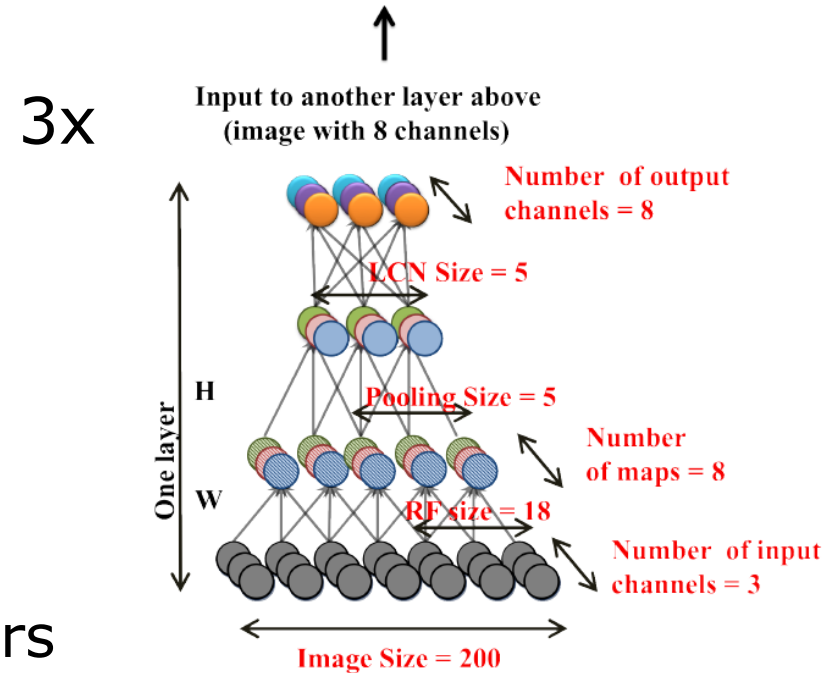 3x
Input to another layer above
(image with 8 channels)
Number of output
channels = 8
LCN Size = 5
H
Pooling Size = 5
One layer
Number
of maps = 8
W
RF size = 18
Number of input
channels = 3
rs
Image Size = 200